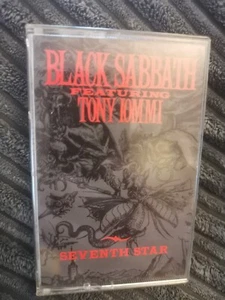 BLACK SABBATH
FEATURING
TONY IOMMI
SEVENTH STAR